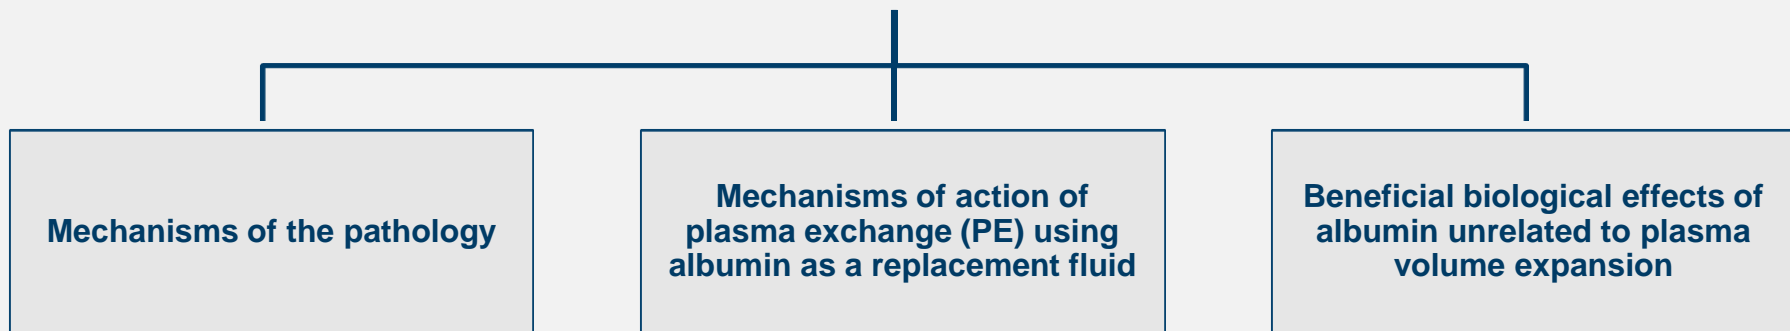 Mechanisms of the pathology
Mechanisms of action of
plasma exchange (PE) using
albumin as a replacement fluid
Beneficial biological effects of
albumin unrelated to plasma
volume expansion